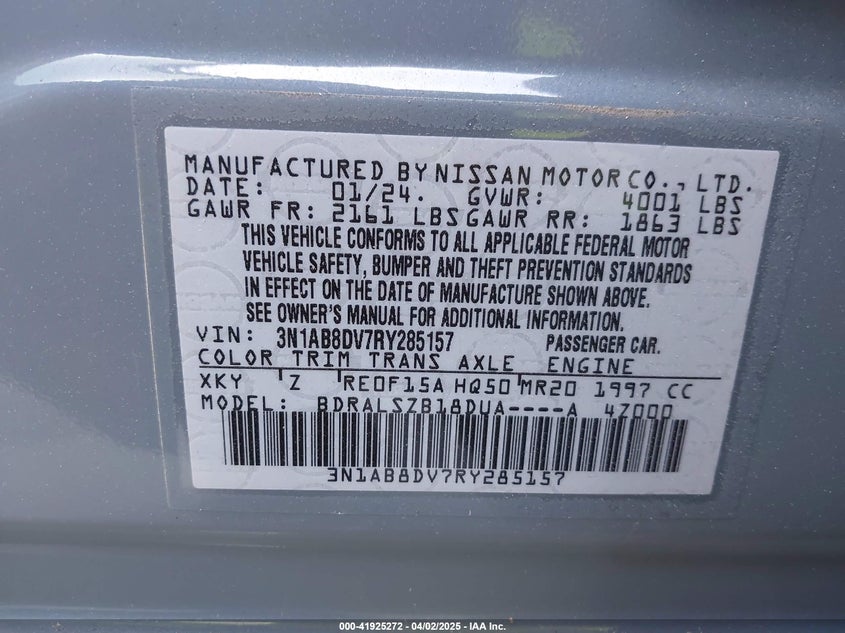 MANUFACTURED BY NISSAN MOTOR CO., LTD.
DATE: 01/24. GVWR: 4001 LBS
GAWR FR: 2161 LBS GAWR RR: 1863 LBS
THIS VEHICLE CONFORMS TO ALL APPLICABLE FEDERAL MOTOR
VEHICLE SAFETY, BUMPER AND THEFT PREVENTION STANDARDS
IN EFFECT ON THE DATE OF MANUFACTURE SHOWN ABOVE.
SEE OWNER'S MANUAL FOR ADDITIONAL INFORMATION.
VIN: 3N1AB8DV7RY285157 PASSENGER CAR.
COLOR TRIM TRANS AXLE ENGINE
XKY Z RE0F15A HQ50 MR20 1997 CC
MODEL: BDRALSZB18DUA----A 4Z000
3N1AB8DV7RY285157
000-41925272 - 04/02/2025 - IAA Inc.